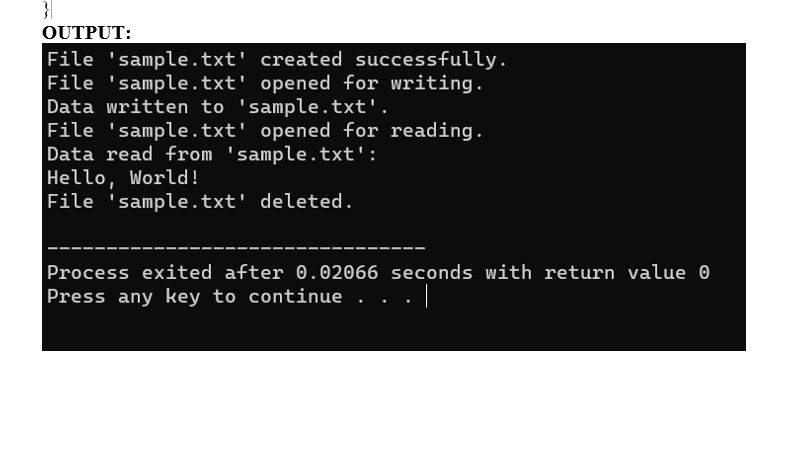 }
OUTPUT:
File 'sample.txt' created successfully.
File 'sample.txt' opened for writing.
Data written to 'sample.txt'.
File 'sample.txt' opened for reading.
Data read from 'sample.txt':
Hello, World!
File 'sample.txt' deleted.
--------------------------------
Process exited after 0.02066 seconds with return value 0
Press any key to continue . . .